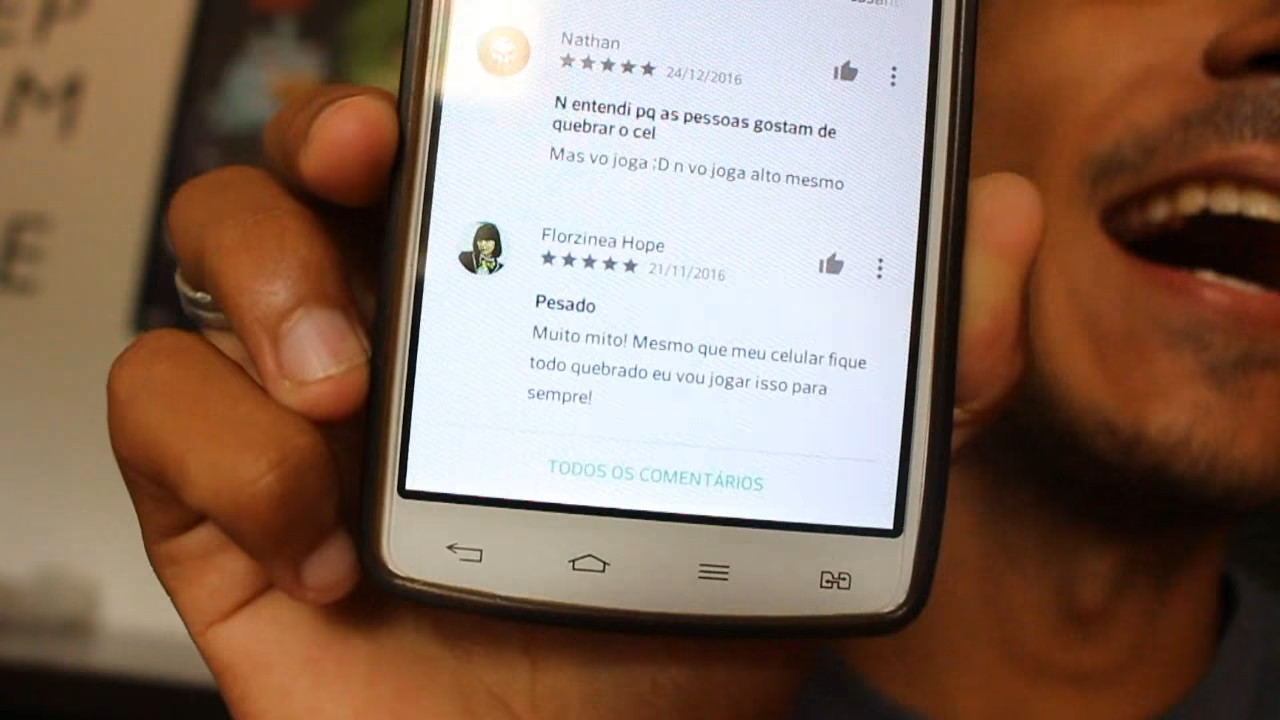 Nathan
24/12/2016
N entendi pq as pessoas gostam de
quebrar o cel
Mas vo joga :D n vo joga alto mesmo
Florzinea Hope
21/11/2016
Pesado
Muito mito! Mesmo que meu celular fique
todo quebrado eu vou jogar isso para
sempre!
TODOS OS COMENTÁRIOS